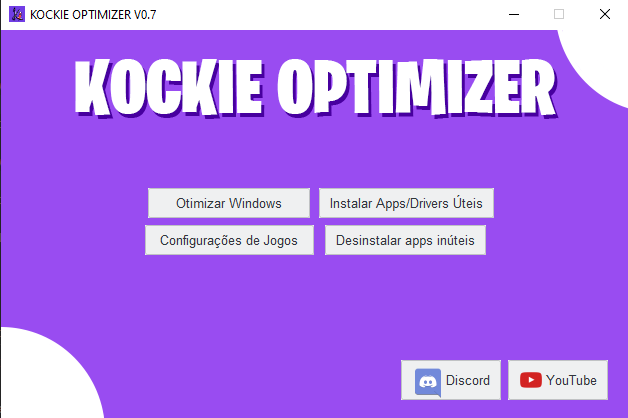 KOCKIE OPTIMIZER V0.7
KOCKIE OPTIMIZER
Otimizar Windows
Instalar Apps/Drivers Úteis
Configurações de Jogos
Desinstalar apps inúteis
Discord
YouTube